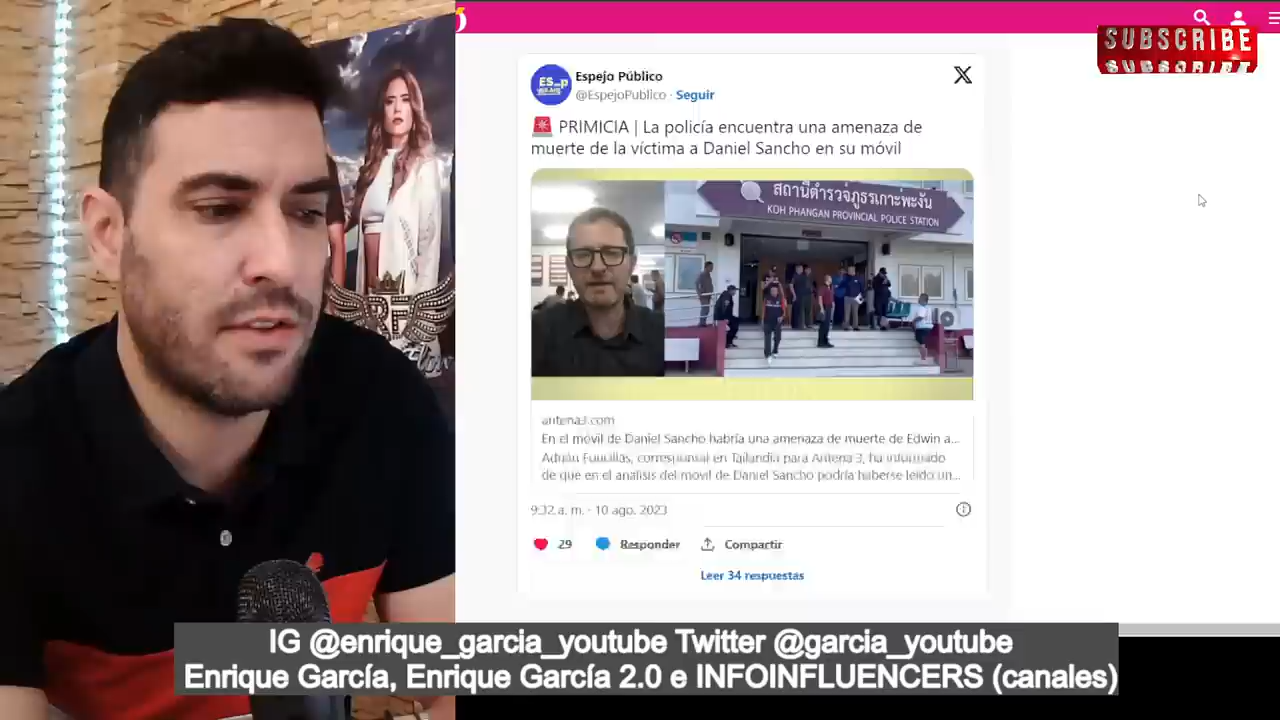 SUBSCRIBE
ES_P
Espejo Público
@EspejoPublico · Seguir
PRIMICIA | La policía encuentra una amenaza de
muerte de la víctima a Daniel Sancho en su móvil
สถานีตำรวจภูธรเกาะพะงัน
KOH PHANGAN PROVINCIAL POLICE STATION
antena3.com
En el móvil de Daniel Sancho habría una amenaza de muerte de Edwin a...
corresponsal en Tailandia para Antena 3, ha informado
de que en el análisis del móvil de Daniel Sancho podría haberse leído un...
9:32 a. m. · 10 ago. 2023
29 Responder Compartir
Leer 34 respuestas
RF
IG @enrique_garcia_youtube Twitter @garcia_youtube
Enrique García, Enrique García 2.0 e INFOINFLUENCERS (canales)